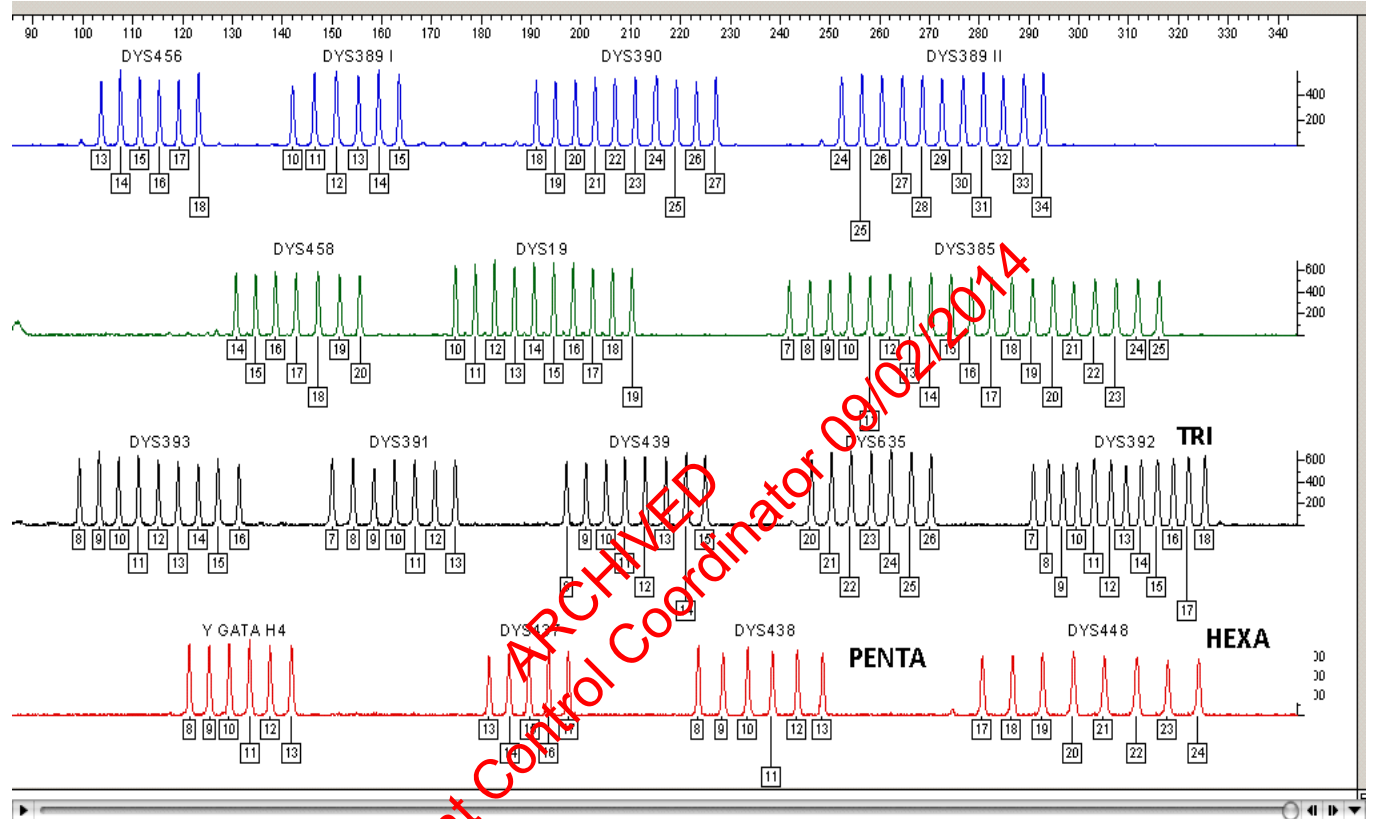 90 100 110 120 130 140 150 160 170 180 190 200 210 220 230 240 250 260 270 280 290 300 310 320 330 340
DYS456 DYS389 I DYS390 DYS389 II
400
200
13 15 17 10 11 13 15 18 20 22 24 26 24 26 29 32
14 16 12 14 19 21 23 27 27 30 33
18 25 28 31 34
25
DYS458 DYS19 DYS385
600
400
200
14 16 19 10 12 14 16 18 7 8 9 10 12 15 18 21 24 25
15 17 20 11 13 15 17 13 16 19 22
18 19 14 17 20 23
11
DYS393 DYS391 DYS439 DYS635 DYS392 TRI
600
400
200
8 9 10 12 14 16 7 8 9 10 12 9 10 13 15 20 23 26 7 10 13 16 18
11 13 15 11 13 11 21 24 8 11 14
8 12 22 25 9 12 15
14 17
Y GATA H4 DYS437 DYS438 PENTA DYS448 HEXA
8 9 10 12 13 15 17 8 9 10 12 13 17 18 19 21 23
11 13 14 16 20 22 24
11
ARCHIVED
Control Coordinator 09/02/2014